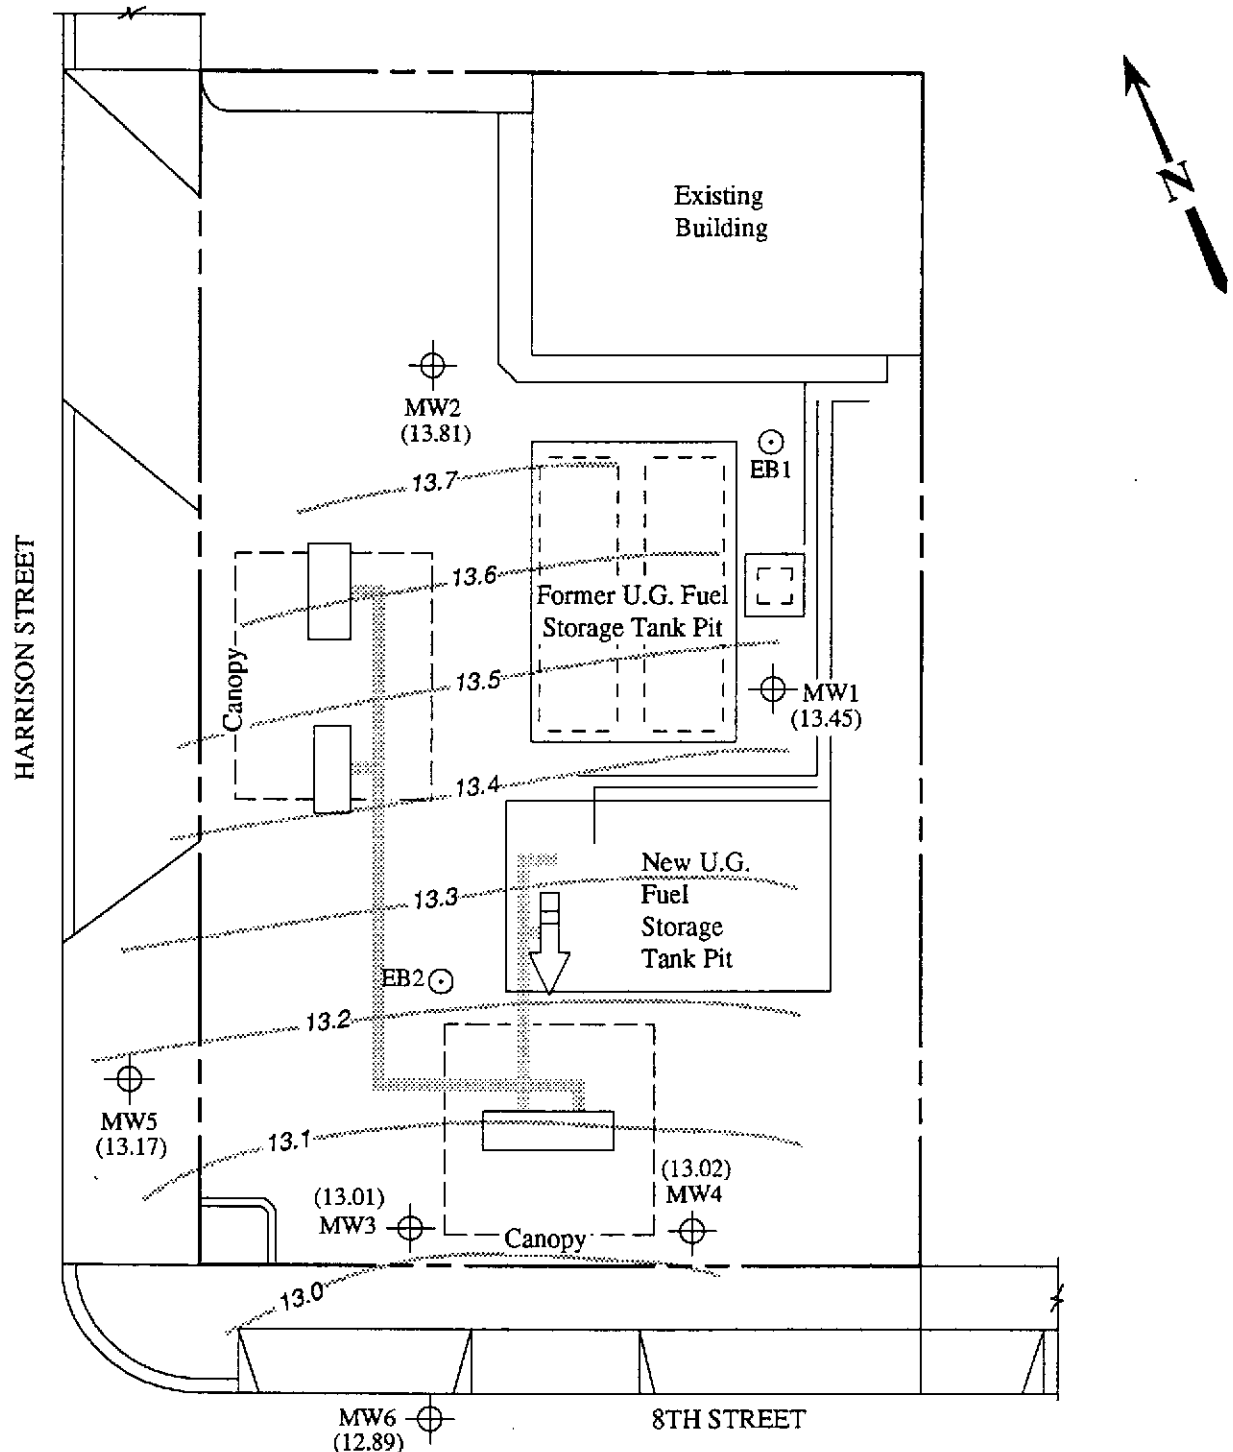 N
Existing
Building
MW2
(13.81)
EB1
13.7
HARRISON STREET
13.6
Former U.G. Fuel
Storage Tank Pit
Canopy
13.5
MW1
(13.45)
13.4
New U.G.
Fuel
Storage
Tank Pit
13.3
EB2
13.2
MW5
(13.17)
13.1
(13.01)
MW3
(13.02)
MW4
Canopy
13.0
MW6
(12.89)
8TH STREET